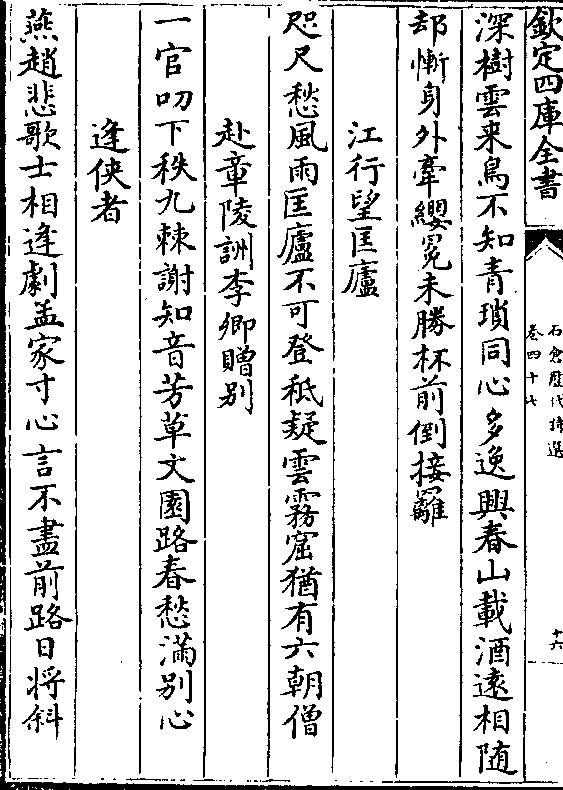 欽定四庫全書
石倉歷代詩選
卷四十七
十六
深樹雲来鳥不知青瑣同心多逸興春山載酒遠相随
却慚身外牽纓冕未勝杯前倒接䍦
江行望匡廬
咫尺愁風雨匡廬不可登秪疑雲霧窟猶有六朝僧
赴章陵詶李卿贈别
一官叨下秩九棘謝知音芳草文園路春愁滿别心
逢俠者
燕趙悲歌士相逢劇孟家寸心言不盡前路日将斜